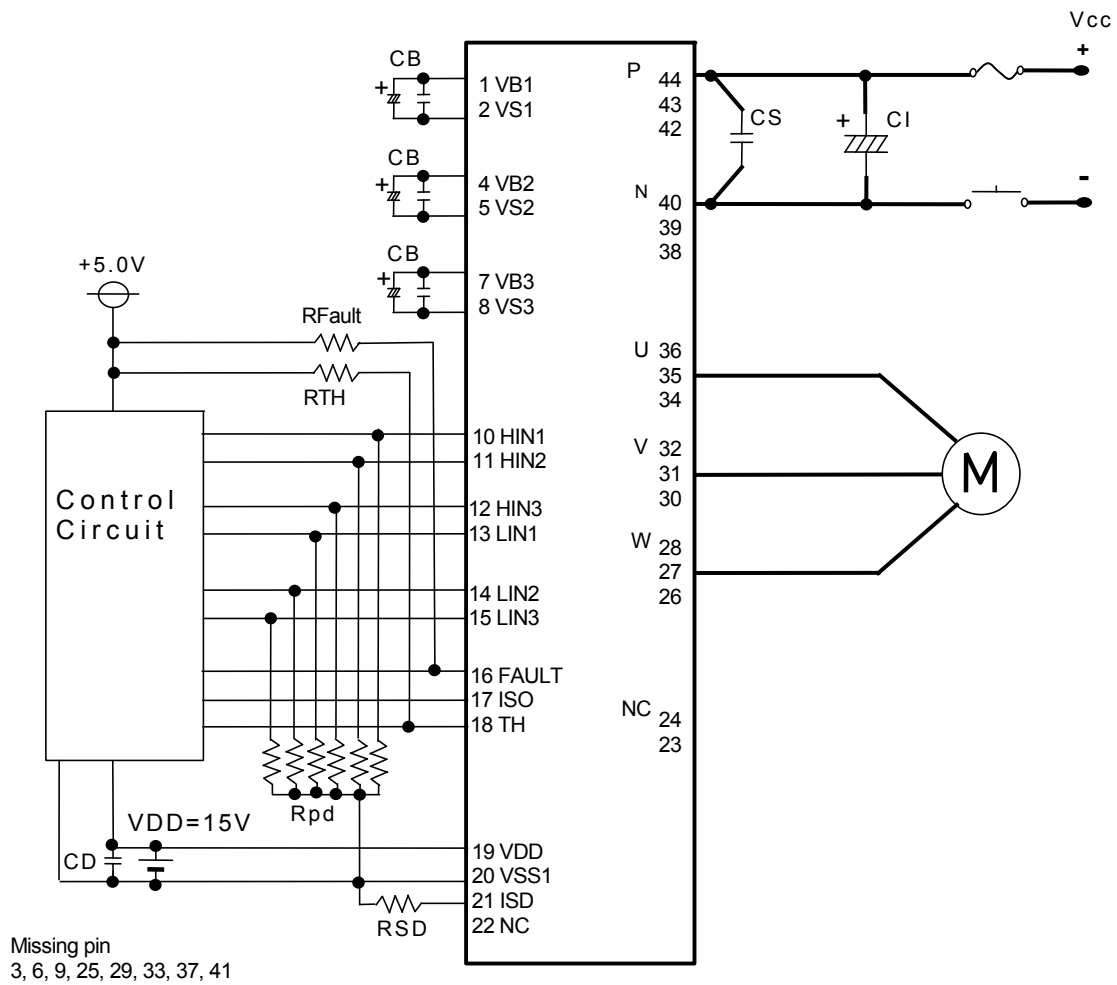 Vcc
+
-
CB
+
1 VB1
2 VS1
CB
+
4 VB2
5 VS2
CB
+
7 VB3
8 VS3
P 44
43
42
CS
+
CI
N 40
39
38
+5.0V
RFault
RTH
U 36
35
34
V 32
31
30
M
W 28
27
26
Control
Circuit
10 HIN1
11 HIN2
12 HIN3
13 LIN1
14 LIN2
15 LIN3
16 FAULT
17 ISO
18 TH
NC 24
23
Rpd
VDD=15V
CD
19 VDD
20 VSS1
21 ISD
22 NC
RSD
Missing pin
3, 6, 9, 25, 29, 33, 37, 41